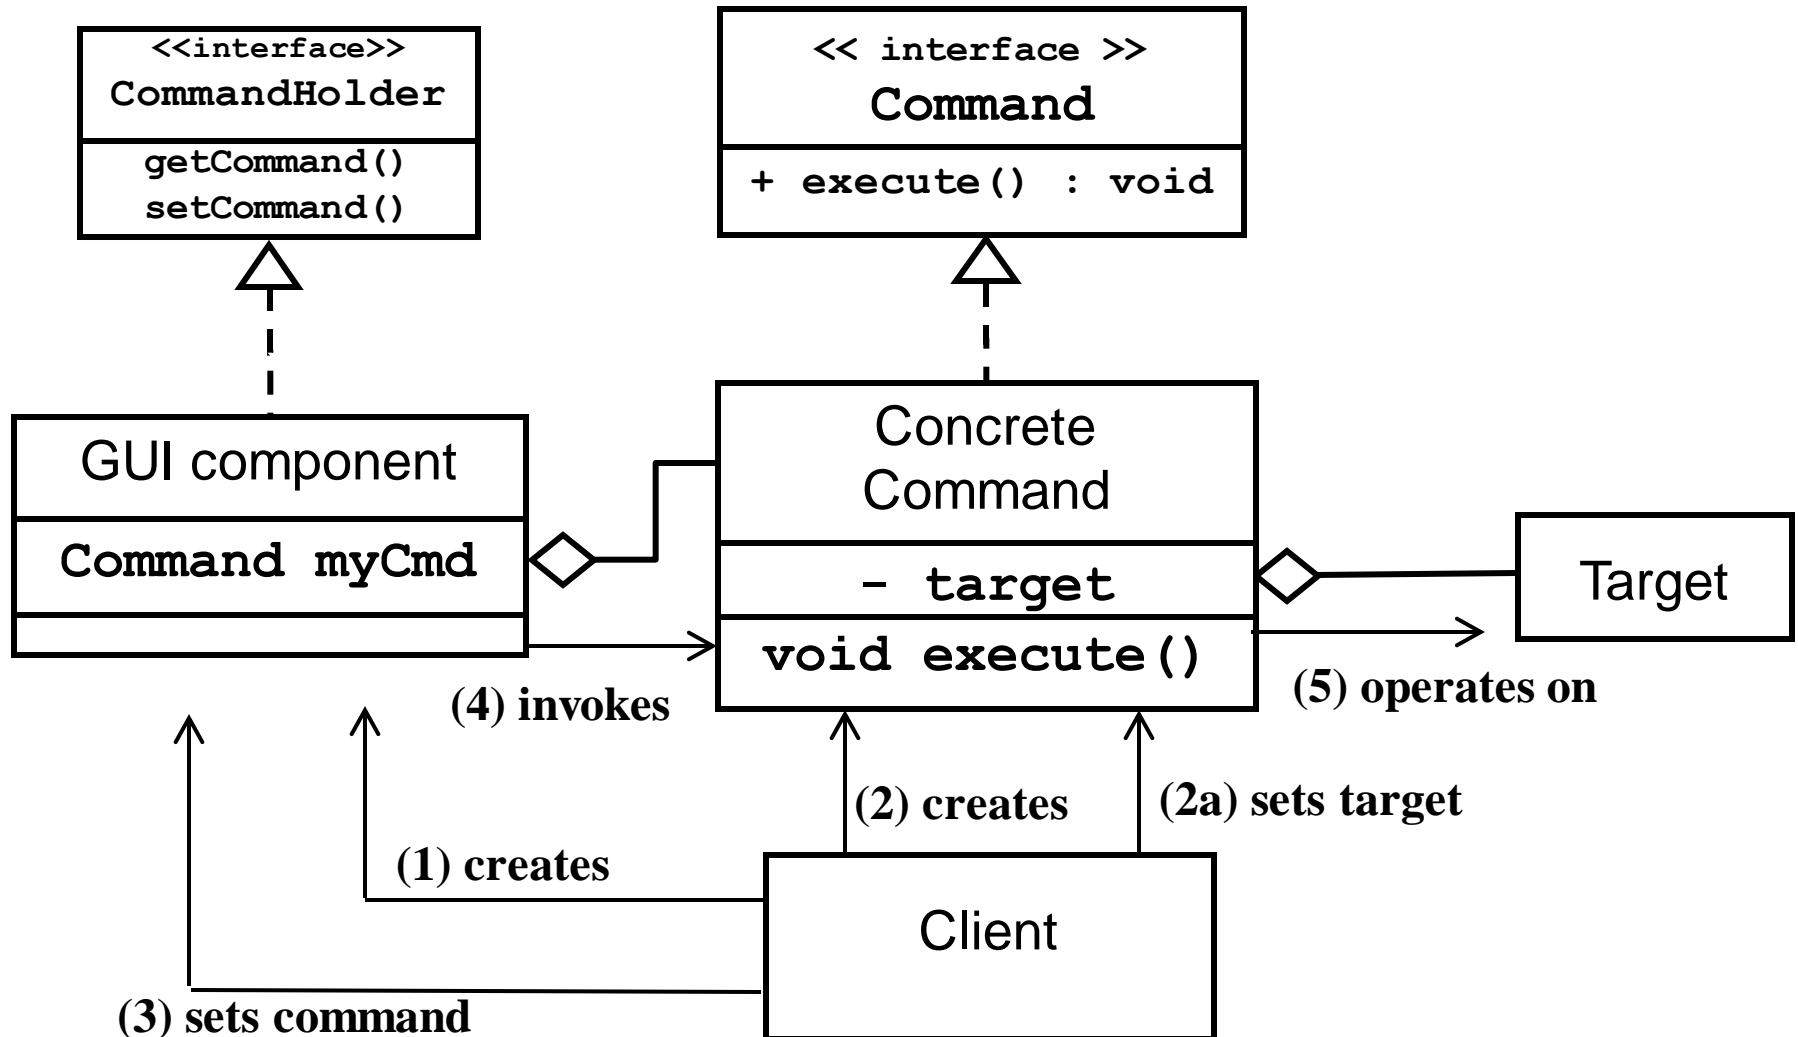 <<interface>>
CommandHolder
getCommand()
setCommand()
<< interface >>
Command
+ execute() : void
GUI component
Command myCmd
Concrete
Command
- target
void execute()
Target
(4) invokes
(5) operates on
(2) creates
(2a) sets target
(1) creates
Client
(3) sets command